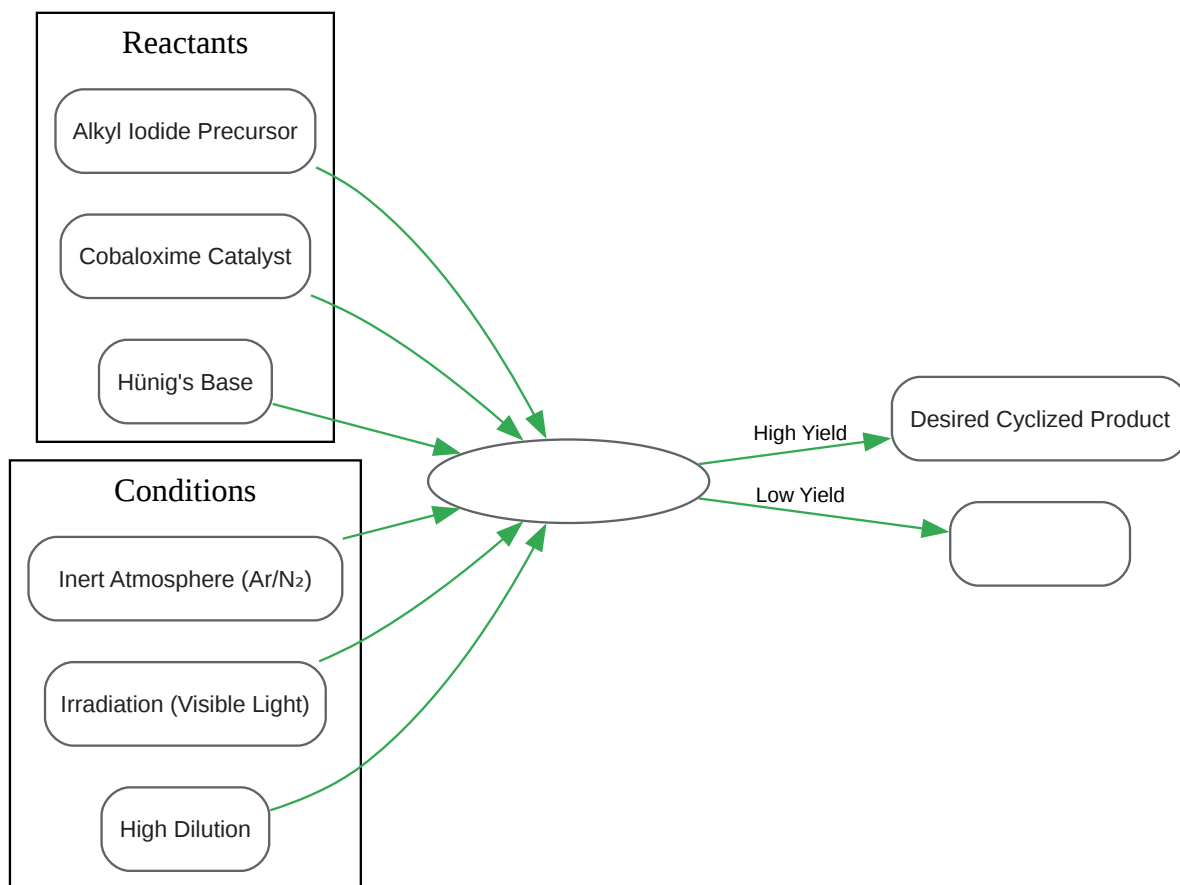 Reactants
Alkyl Iodide Precursor
Cobaloxime Catalyst
Hünig's Base
Conditions
Inert Atmosphere (Ar/N₂)
Irradiation (Visible Light)
High Dilution
High Yield
Low Yield
Desired Cyclized Product